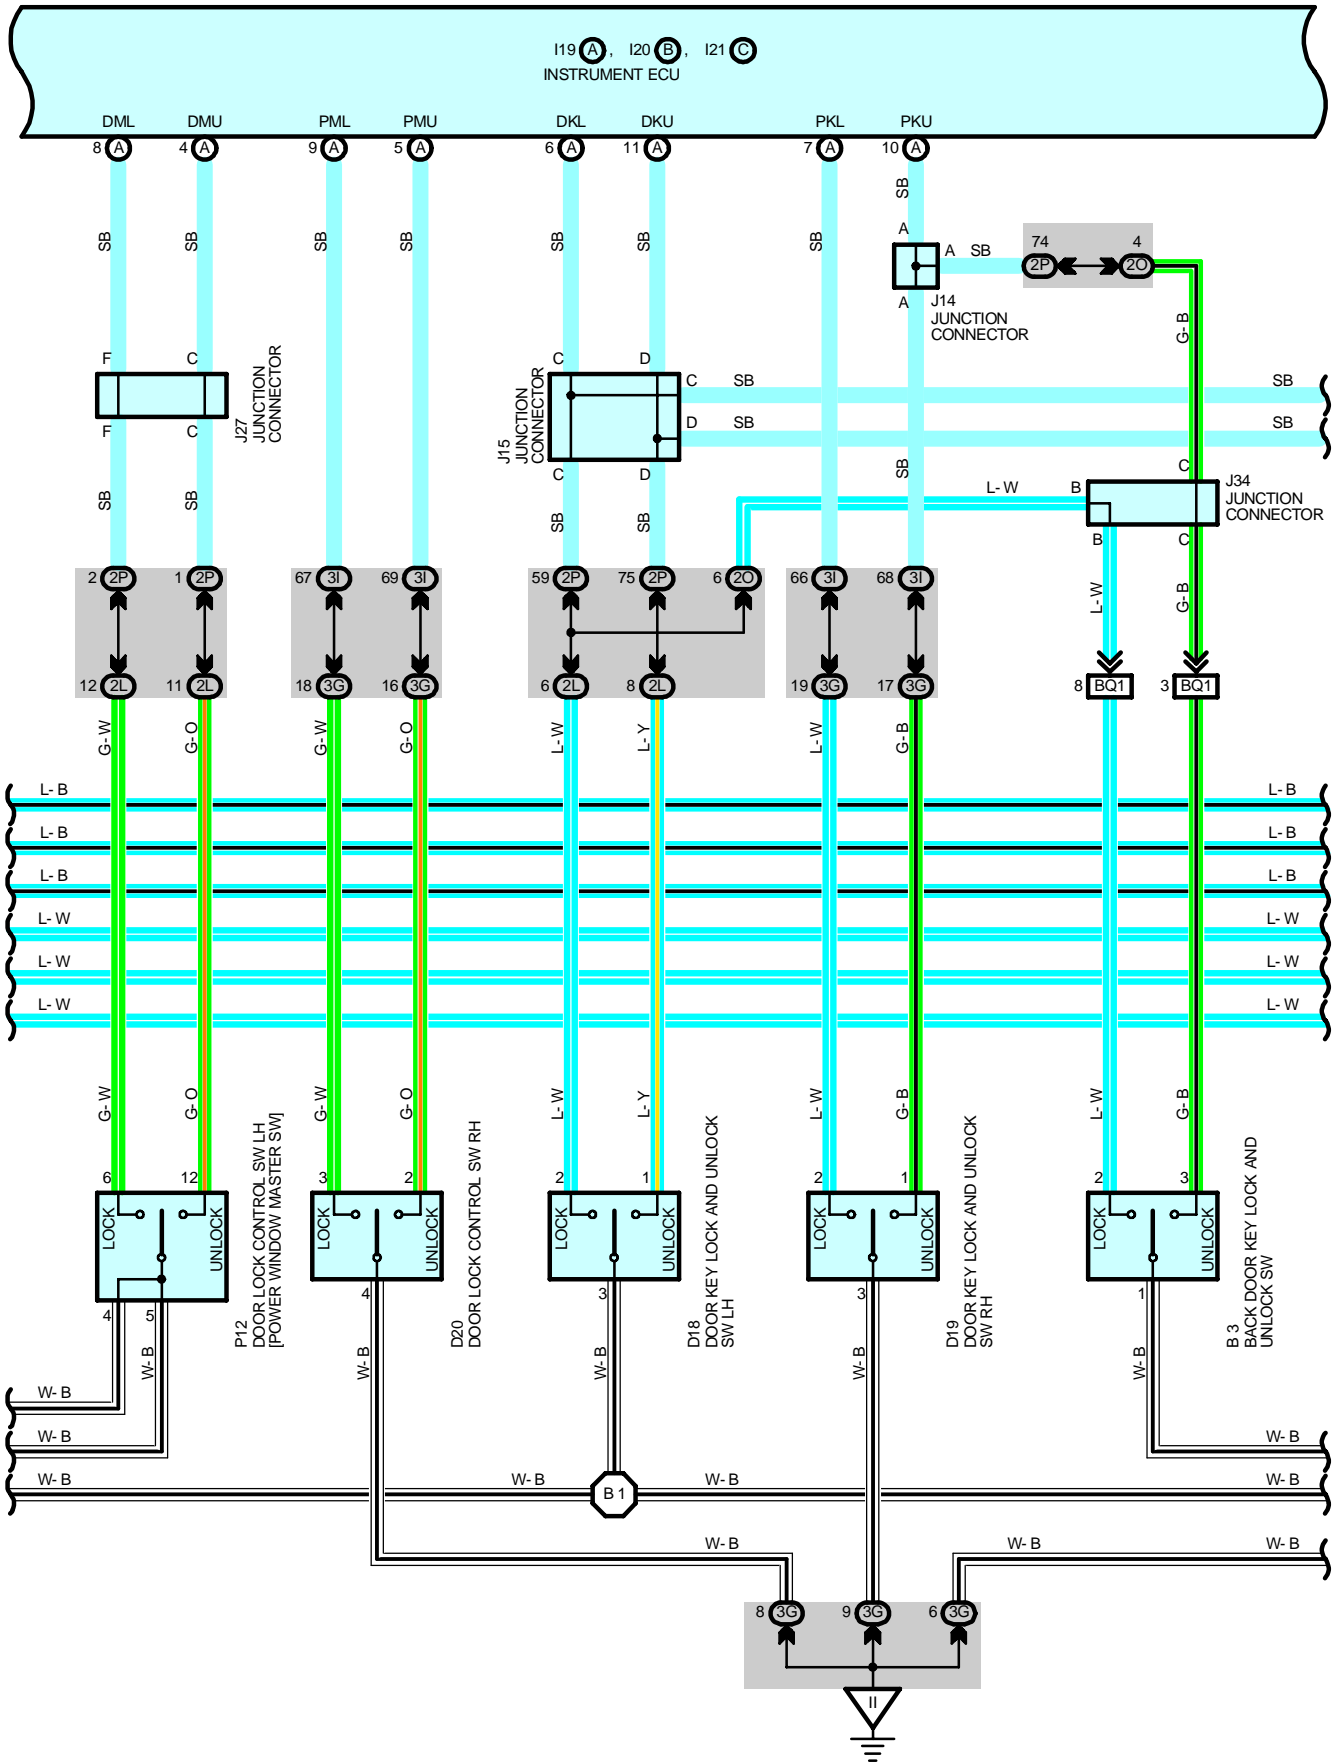 I19 A , I20 B , I21 C
INSTRUMENT ECU
DML DMU PML PMU DKL DKU PKL PKU
8 A 4 A 9 A 5 A 6 A 11 A 7 A 10 A
SB SB SB SB SB SB SB SB
A
A SB
74 4
2P 2O
A
J14
JUNCTION
CONNECTOR
G-B
F C
F C
J27
JUNCTION
CONNECTOR
C D
C SB SB
D SB SB
C D
J15
JUNCTION
CONNECTOR
SB SB SB SB SB
L-W B C
B C
J34
JUNCTION
CONNECTOR
L-W G-B
2 2P 1 2P 67 3I 69 3I 59 2P 75 2P 6 2O 66 3I 68 3I
12 2L 11 2L 18 3G 16 3G 6 2L 8 2L 19 3G 17 3G 8 BQ1 3 BQ1
G-W G-O G-W G-O L-W L-Y L-W G-B
L-B L-B
L-B L-B
L-B L-B
L-W L-W
L-W L-W
L-W L-W
G-W G-O G-W G-O L-W L-Y L-W G-B L-W G-B
6 12 3 2 2 1 2 1 2 3
LOCK UNLOCK LOCK UNLOCK LOCK UNLOCK LOCK UNLOCK LOCK UNLOCK
4 5 4 3 3 1
P12
DOOR LOCK CONTROL SW LH
[POWER WINDOW MASTER SW]
D20
DOOR LOCK CONTROL SW RH
D18
DOOR KEY LOCK AND UNLOCK
SW LH
D19
DOOR KEY LOCK AND UNLOCK
SW RH
B 3
BACK DOOR KEY LOCK AND
UNLOCK SW
W-B W-B W-B W-B W-B
W-B
W-B W-B
W-B W-B W-B W-B
B 1
W-B W-B W-B
8 3G 9 3G 6 3G
II